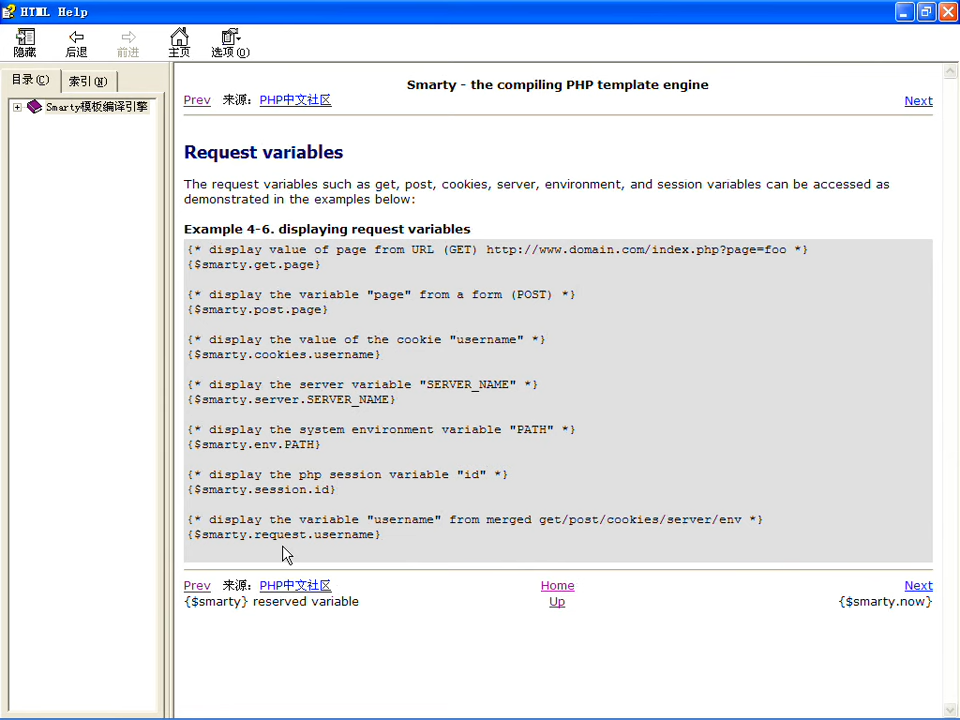 HTML Help
隐藏 后退 前进 主页 选项(O)
目录(C) 索引(N)
Smarty模板编译引擎
Smarty - the compiling PHP template engine
Prev 来源: PHP中文社区 Next
Request variables
The request variables such as get, post, cookies, server, environment, and session variables can be accessed as
demonstrated in the examples below:
Example 4-6. displaying request variables
{* display value of page from URL (GET) http://www.domain.com/index.php?page=foo *}
{$smarty.get.page}
{* display the variable "page" from a form (POST) *}
{$smarty.post.page}
{* display the value of the cookie "username" *}
{$smarty.cookies.username}
{* display the server variable "SERVER_NAME" *}
{$smarty.server.SERVER_NAME}
{* display the system environment variable "PATH" *}
{$smarty.env.PATH}
{* display the php session variable "id" *}
{$smarty.session.id}
{* display the variable "username" from merged get/post/cookies/server/env *}
{$smarty.request.username}
Prev 来源: PHP中文社区 Home Next
{$smarty} reserved variable Up {$smarty.now}